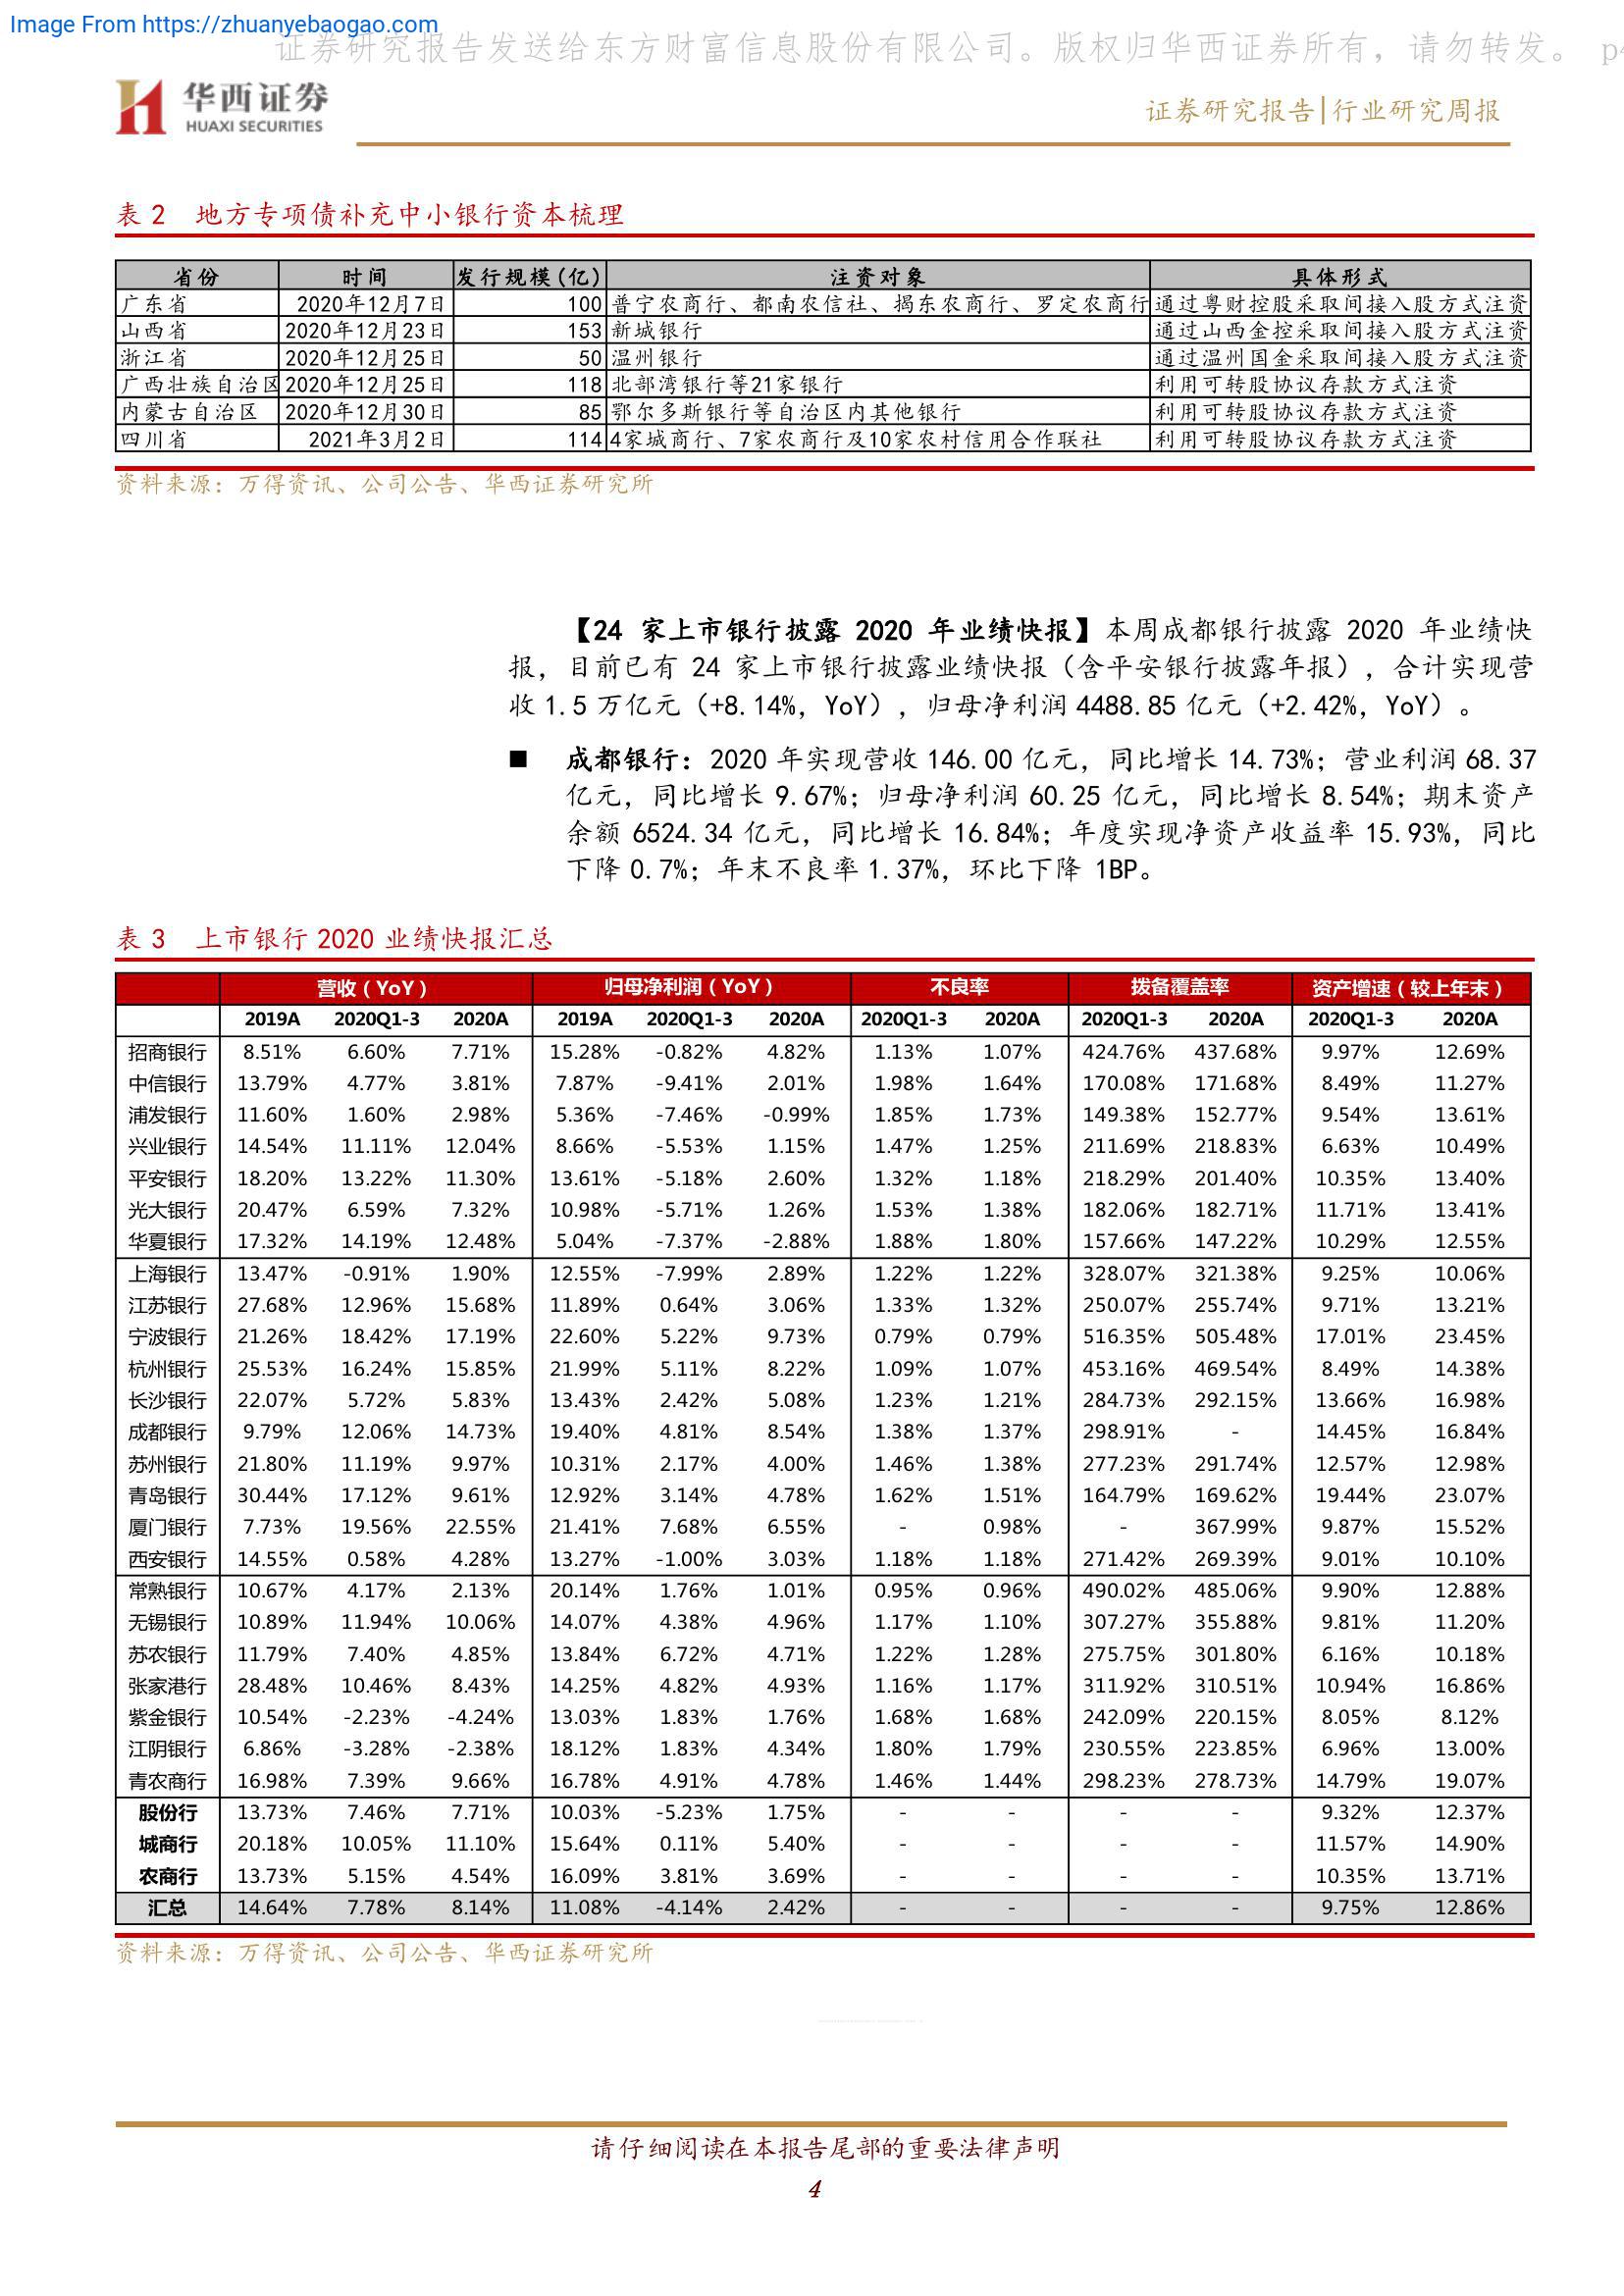 Image From https://zhuanyebaogao.com
证券研究报告发送给东方财富信息股份有限公司。版权归华西证券所有，请勿转发。 p4
华西证券
HUAXI SECURITIES
证券研究报告|行业研究周报
表 2 地方专项债补充中小银行资本梳理
省份 时间 发行规模(亿) 注资对象 具体形式
广东省 2020年12月7日 100 普宁农商行、都南农信社、揭东农商行、罗定农商行 通过粤财控股采取间接入股方式注资
山西省 2020年12月23日 153 新城银行 通过山西金控采取间接入股方式注资
浙江省 2020年12月25日 50 温州银行 通过温州国金采取间接入股方式注资
广西壮族自治区 2020年12月25日 118 北部湾银行等21家银行 利用可转股协议存款方式注资
内蒙古自治区 2020年12月30日 85 鄂尔多斯银行等自治区内其他银行 利用可转股协议存款方式注资
四川省 2021年3月2日 114 4家城商行、7家农商行及10家农村信用合作联社 利用可转股协议存款方式注资
资料来源：万得资讯、公司公告、华西证券研究所
【24 家上市银行披露 2020 年业绩快报】本周成都银行披露 2020 年业绩快
报，目前已有 24 家上市银行披露业绩快报（含平安银行披露年报），合计实现营
收 1.5 万亿元（+8.14%，YoY），归母净利润 4488.85 亿元（+2.42%，YoY）。
■ 成都银行：2020 年实现营收 146.00 亿元，同比增长 14.73%；营业利润 68.37
亿元，同比增长 9.67%；归母净利润 60.25 亿元，同比增长 8.54%；期末资产
余额 6524.34 亿元，同比增长 16.84%；年度实现净资产收益率 15.93%，同比
下降 0.7%；年末不良率 1.37%，环比下降 1BP。
表 3 上市银行 2020 业绩快报汇总
营收（YoY） 归母净利润（YoY） 不良率 拨备覆盖率 资产增速（较上年末）
2019A 2020Q1-3 2020A 2019A 2020Q1-3 2020A 2020Q1-3 2020A 2020Q1-3 2020A 2020Q1-3 2020A
招商银行 8.51% 6.60% 7.71% 15.28% -0.82% 4.82% 1.13% 1.07% 424.76% 437.68% 9.97% 12.69%
中信银行 13.79% 4.77% 3.81% 7.87% -9.41% 2.01% 1.98% 1.64% 170.08% 171.68% 8.49% 11.27%
浦发银行 11.60% 1.60% 2.98% 5.36% -7.46% -0.99% 1.85% 1.73% 149.38% 152.77% 9.54% 13.61%
兴业银行 14.54% 11.11% 12.04% 8.66% -5.53% 1.15% 1.47% 1.25% 211.69% 218.83% 6.63% 10.49%
平安银行 18.20% 13.22% 11.30% 13.61% -5.18% 2.60% 1.32% 1.18% 218.29% 201.40% 10.35% 13.40%
光大银行 20.47% 6.59% 7.32% 10.98% -5.71% 1.26% 1.53% 1.38% 182.06% 182.71% 11.71% 13.41%
华夏银行 17.32% 14.19% 12.48% 5.04% -7.37% -2.88% 1.88% 1.80% 157.66% 147.22% 10.29% 12.55%
上海银行 13.47% -0.91% 1.90% 12.55% -7.99% 2.89% 1.22% 1.22% 328.07% 321.38% 9.25% 10.06%
江苏银行 27.68% 12.96% 15.68% 11.89% 0.64% 3.06% 1.33% 1.32% 250.07% 255.74% 9.71% 13.21%
宁波银行 21.26% 18.42% 17.19% 22.60% 5.22% 9.73% 0.79% 0.79% 516.35% 505.48% 17.01% 23.45%
杭州银行 25.53% 16.24% 15.85% 21.99% 5.11% 8.22% 1.09% 1.07% 453.16% 469.54% 8.49% 14.38%
长沙银行 22.07% 5.72% 5.83% 13.43% 2.42% 5.08% 1.23% 1.21% 284.73% 292.15% 13.66% 16.98%
成都银行 9.79% 12.06% 14.73% 19.40% 4.81% 8.54% 1.38% 1.37% 298.91% - 14.45% 16.84%
苏州银行 21.80% 11.19% 9.97% 10.31% 2.17% 4.00% 1.46% 1.38% 277.23% 291.74% 12.57% 12.98%
青岛银行 30.44% 17.12% 9.61% 12.92% 3.14% 4.78% 1.62% 1.51% 164.79% 169.62% 19.44% 23.07%
厦门银行 7.73% 19.56% 22.55% 21.41% 7.68% 6.55% - 0.98% - 367.99% 9.87% 15.52%
西安银行 14.55% 0.58% 4.28% 13.27% -1.00% 3.03% 1.18% 1.18% 271.42% 269.39% 9.01% 10.10%
常熟银行 10.67% 4.17% 2.13% 20.14% 1.76% 1.01% 0.95% 0.96% 490.02% 485.06% 9.90% 12.88%
无锡银行 10.89% 11.94% 10.06% 14.07% 4.38% 4.96% 1.17% 1.10% 307.27% 355.88% 9.81% 11.20%
苏农银行 11.79% 7.40% 4.85% 13.84% 6.72% 4.71% 1.22% 1.28% 275.75% 301.80% 6.16% 10.18%
张家港行 28.48% 10.46% 8.43% 14.25% 4.82% 4.93% 1.16% 1.17% 311.92% 310.51% 10.94% 16.86%
紫金银行 10.54% -2.23% -4.24% 13.03% 1.83% 1.76% 1.68% 1.68% 242.09% 220.15% 8.05% 8.12%
江阴银行 6.86% -3.28% -2.38% 18.12% 1.83% 4.34% 1.80% 1.79% 230.55% 223.85% 6.96% 13.00%
青农商行 16.98% 7.39% 9.66% 16.78% 4.91% 4.78% 1.46% 1.44% 298.23% 278.73% 14.79% 19.07%
股份行 13.73% 7.46% 7.71% 10.03% -5.23% 1.75% - - - - 9.32% 12.37%
城商行 20.18% 10.05% 11.10% 15.64% 0.11% 5.40% - - - - 11.57% 14.90%
农商行 13.73% 5.15% 4.54% 16.09% 3.81% 3.69% - - - - 10.35% 13.71%
汇总 14.64% 7.78% 8.14% 11.08% -4.14% 2.42% - - - - 9.75% 12.86%
资料来源：万得资讯、公司公告、华西证券研究所
请仔细阅读在本报告尾部的重要法律声明
4